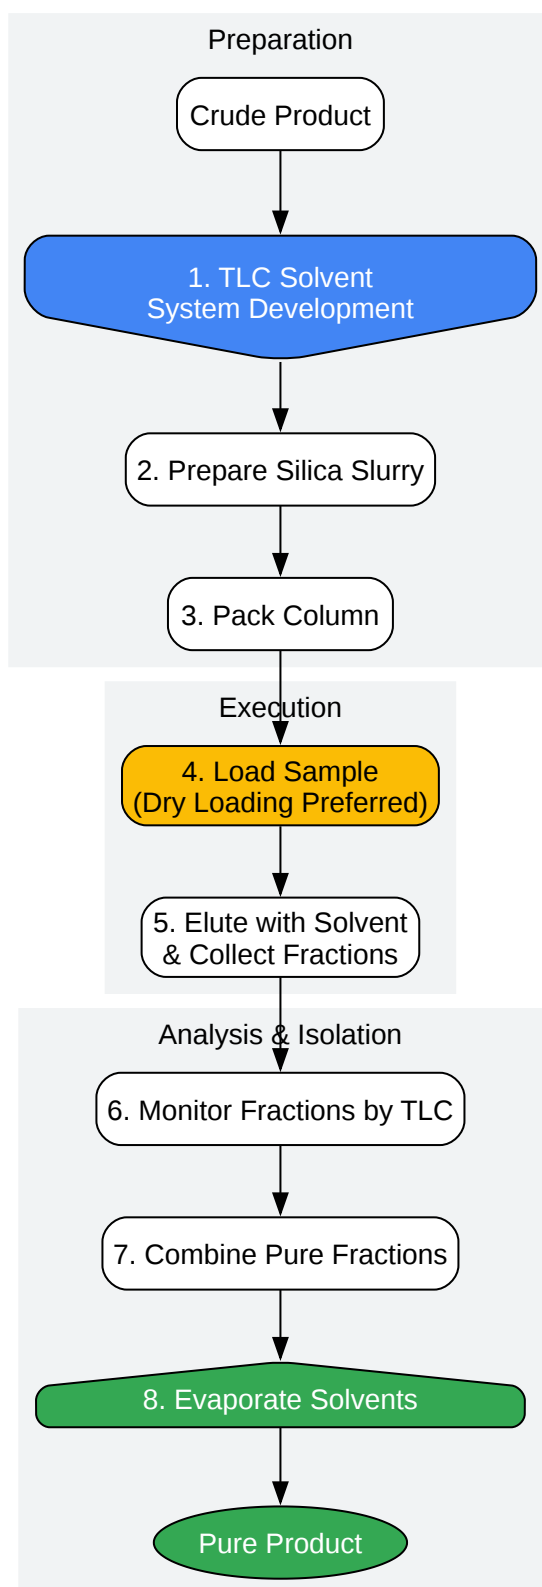 Preparation
Crude Product
1. TLC Solvent
System Development
2. Prepare Silica Slurry
3. Pack Column
Execution
4. Load Sample
(Dry Loading Preferred)
5. Elute with Solvent
& Collect Fractions
Analysis & Isolation
6. Monitor Fractions by TLC
7. Combine Pure Fractions
8. Evaporate Solvents
Pure Product